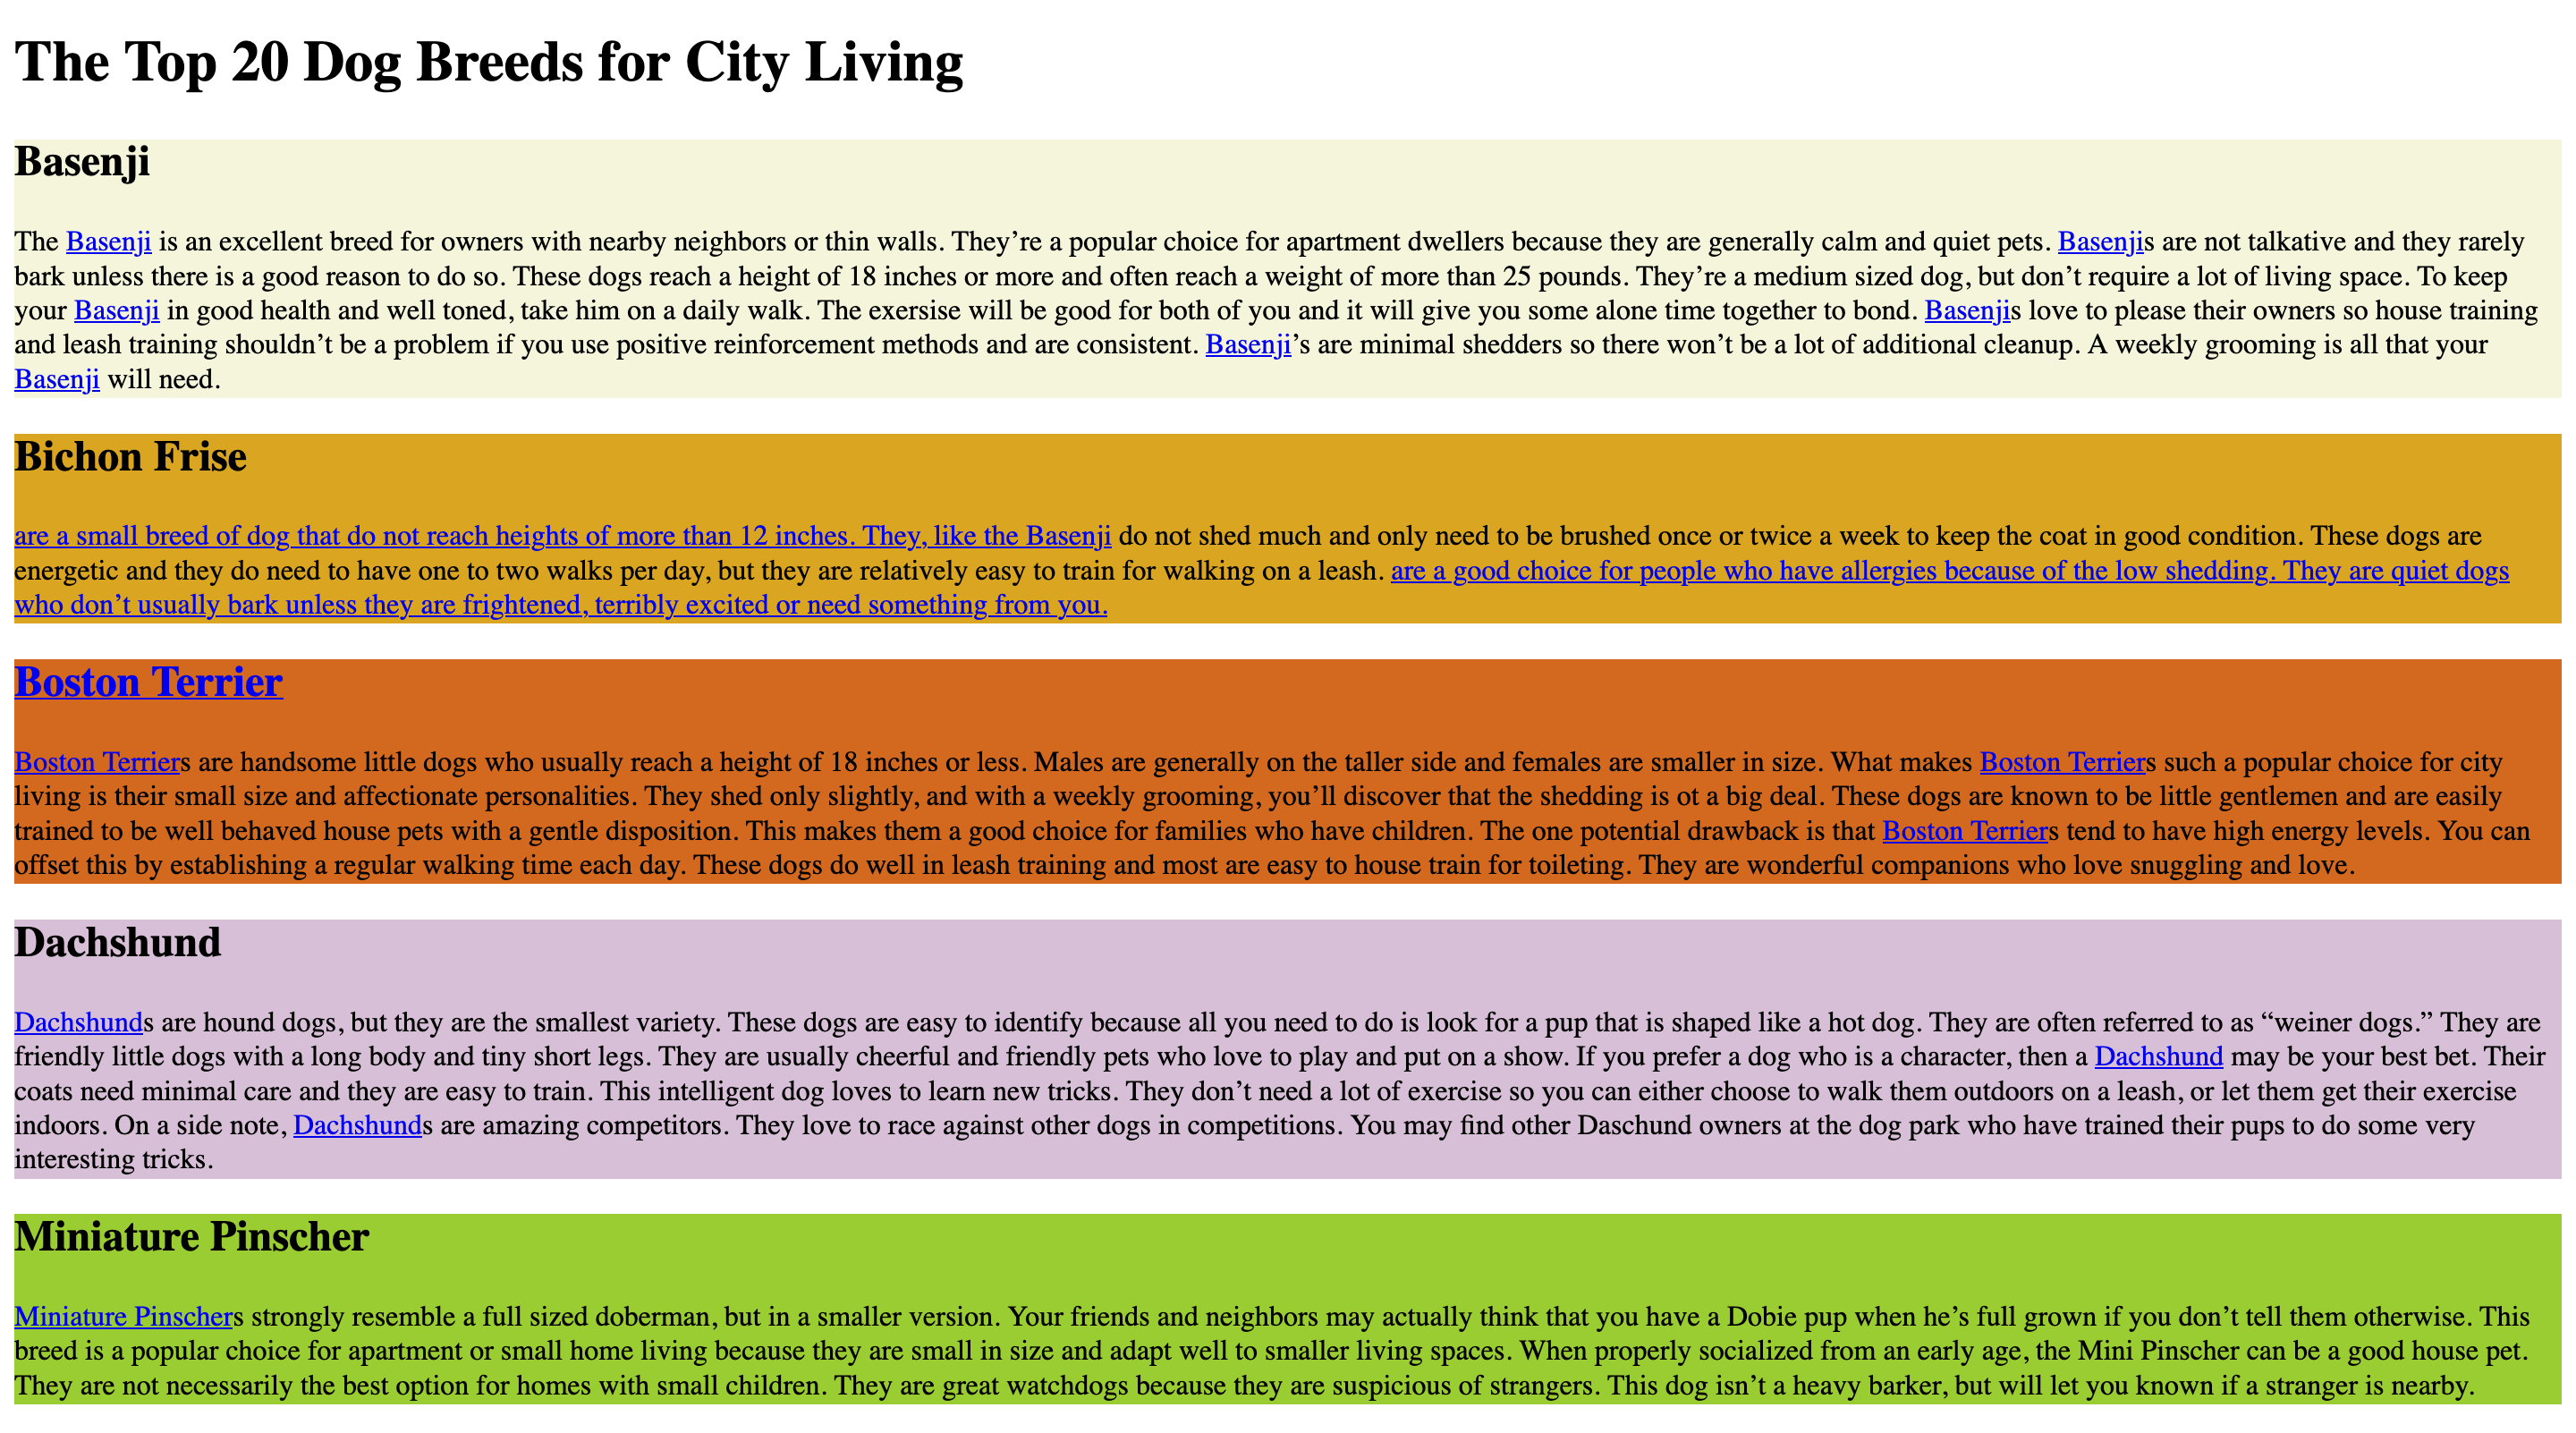 The Top 20 Dog Breeds for City Living
Basenji
The Basenji is an excellent breed for owners with nearby neighbors or thin walls. They’re a popular choice for apartment dwellers because they are generally calm and quiet pets. Basenjis are not talkative and they rarely
bark unless there is a good reason to do so. These dogs reach a height of 18 inches or more and often reach a weight of more than 25 pounds. They’re a medium sized dog, but don’t require a lot of living space. To keep
your Basenji in good health and well toned, take him on a daily walk. The exersise will be good for both of you and it will give you some alone time together to bond. Basenjis love to please their owners so house training
and leash training shouldn’t be a problem if you use positive reinforcement methods and are consistent. Basenji’s are minimal shedders so there won’t be a lot of additional cleanup. A weekly grooming is all that your
Basenji will need.
Bichon Frise
are a small breed of dog that do not reach heights of more than 12 inches. They, like the Basenji do not shed much and only need to be brushed once or twice a week to keep the coat in good condition. These dogs are
energetic and they do need to have one to two walks per day, but they are relatively easy to train for walking on a leash. are a good choice for people who have allergies because of the low shedding. They are quiet dogs
who don’t usually bark unless they are frightened, terribly excited or need something from you.
Boston Terrier
Boston Terriers are handsome little dogs who usually reach a height of 18 inches or less. Males are generally on the taller side and females are smaller in size. What makes Boston Terriers such a popular choice for city
living is their small size and affectionate personalities. They shed only slightly, and with a weekly grooming, you’ll discover that the shedding is ot a big deal. These dogs are known to be little gentlemen and are easily
trained to be well behaved house pets with a gentle disposition. This makes them a good choice for families who have children. The one potential drawback is that Boston Terriers tend to have high energy levels. You can
offset this by establishing a regular walking time each day. These dogs do well in leash training and most are easy to house train for toileting. They are wonderful companions who love snuggling and love.
Dachshund
Dachshunds are hound dogs, but they are the smallest variety. These dogs are easy to identify because all you need to do is look for a pup that is shaped like a hot dog. They are often referred to as “weiner dogs.” They are
friendly little dogs with a long body and tiny short legs. They are usually cheerful and friendly pets who love to play and put on a show. If you prefer a dog who is a character, then a Dachshund may be your best bet. Their
coats need minimal care and they are easy to train. This intelligent dog loves to learn new tricks. They don’t need a lot of exercise so you can either choose to walk them outdoors on a leash, or let them get their exercise
indoors. On a side note, Dachshunds are amazing competitors. They love to race against other dogs in competitions. You may find other Daschund owners at the dog park who have trained their pups to do some very
interesting tricks.
Miniature Pinscher
Miniature Pinschers strongly resemble a full sized doberman, but in a smaller version. Your friends and neighbors may actually think that you have a Dobie pup when he’s full grown if you don’t tell them otherwise. This
breed is a popular choice for apartment or small home living because they are small in size and adapt well to smaller living spaces. When properly socialized from an early age, the Mini Pinscher can be a good house pet.
They are not necessarily the best option for homes with small children. They are great watchdogs because they are suspicious of strangers. This dog isn’t a heavy barker, but will let you known if a stranger is nearby.